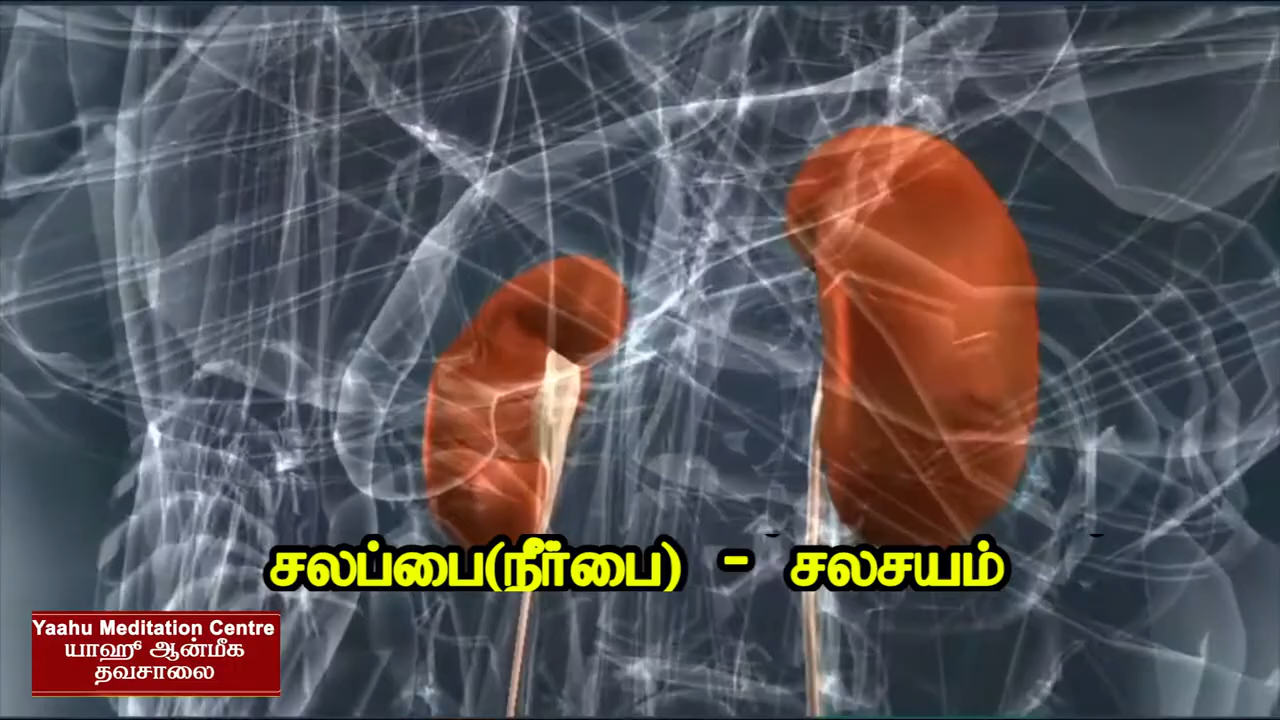 சலப்பை(நீர்பை) - சலசயம்
Yaahu Meditation Centre
யாஹூ ஆன்மீக
தவசாலை